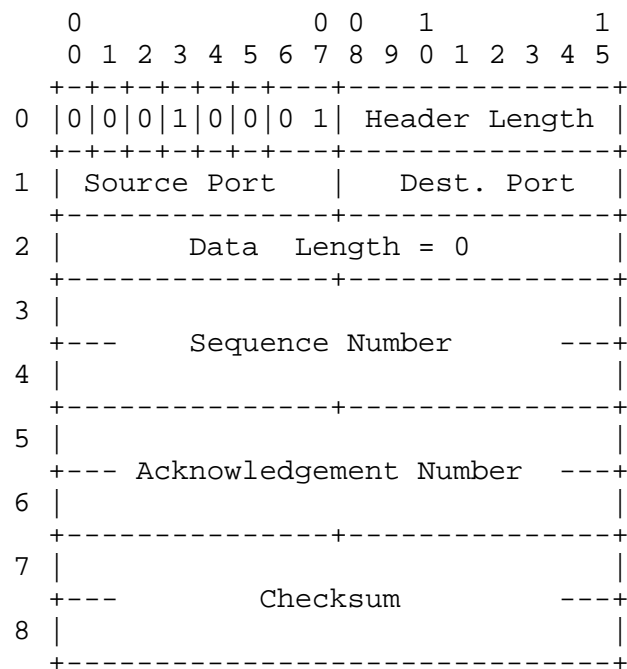 0             0 0   1         1
 0 1 2 3 4 5 6 7 8 9 0 1 2 3 4 5
+-+-+-+-+-+-+---+---------------+
0 |0|0|0|1|0|0|0 1| Header Length |
+-+-+-+-+-+-+---+---------------+
1 | Source Port   |   Dest. Port  |
+---------------+---------------+
2 |       Data  Length = 0        |
+---------------+---------------+
3 |                               |
+---    Sequence Number      ---+
4 |                               |
+---------------+---------------+
5 |                               |
+--- Acknowledgement Number  ---+
6 |                               |
+---------------+---------------+
7 |                               |
+---        Checksum         ---+
8 |                               |
+-------------------------------+